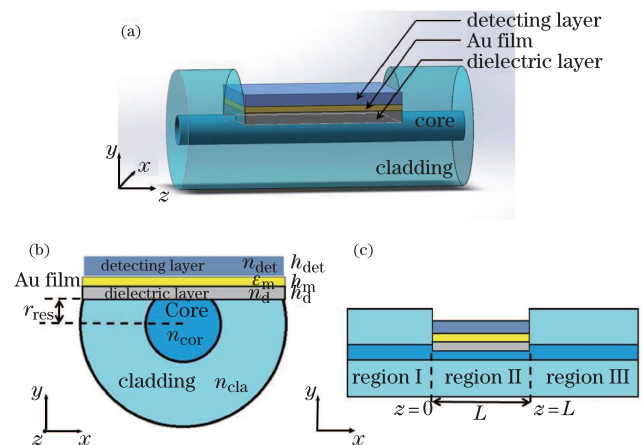 (a)
detecting layer
Au film
dielectric layer
core
cladding
y
x
z
(b)
detecting layer n_det h_det
Au film ε_m h_m
dielectric layer n_d h_d
r_res
Core
n_cor
cladding n_cla
y
z x
(c)
region I region II region III
z=0 L z=L
y
x